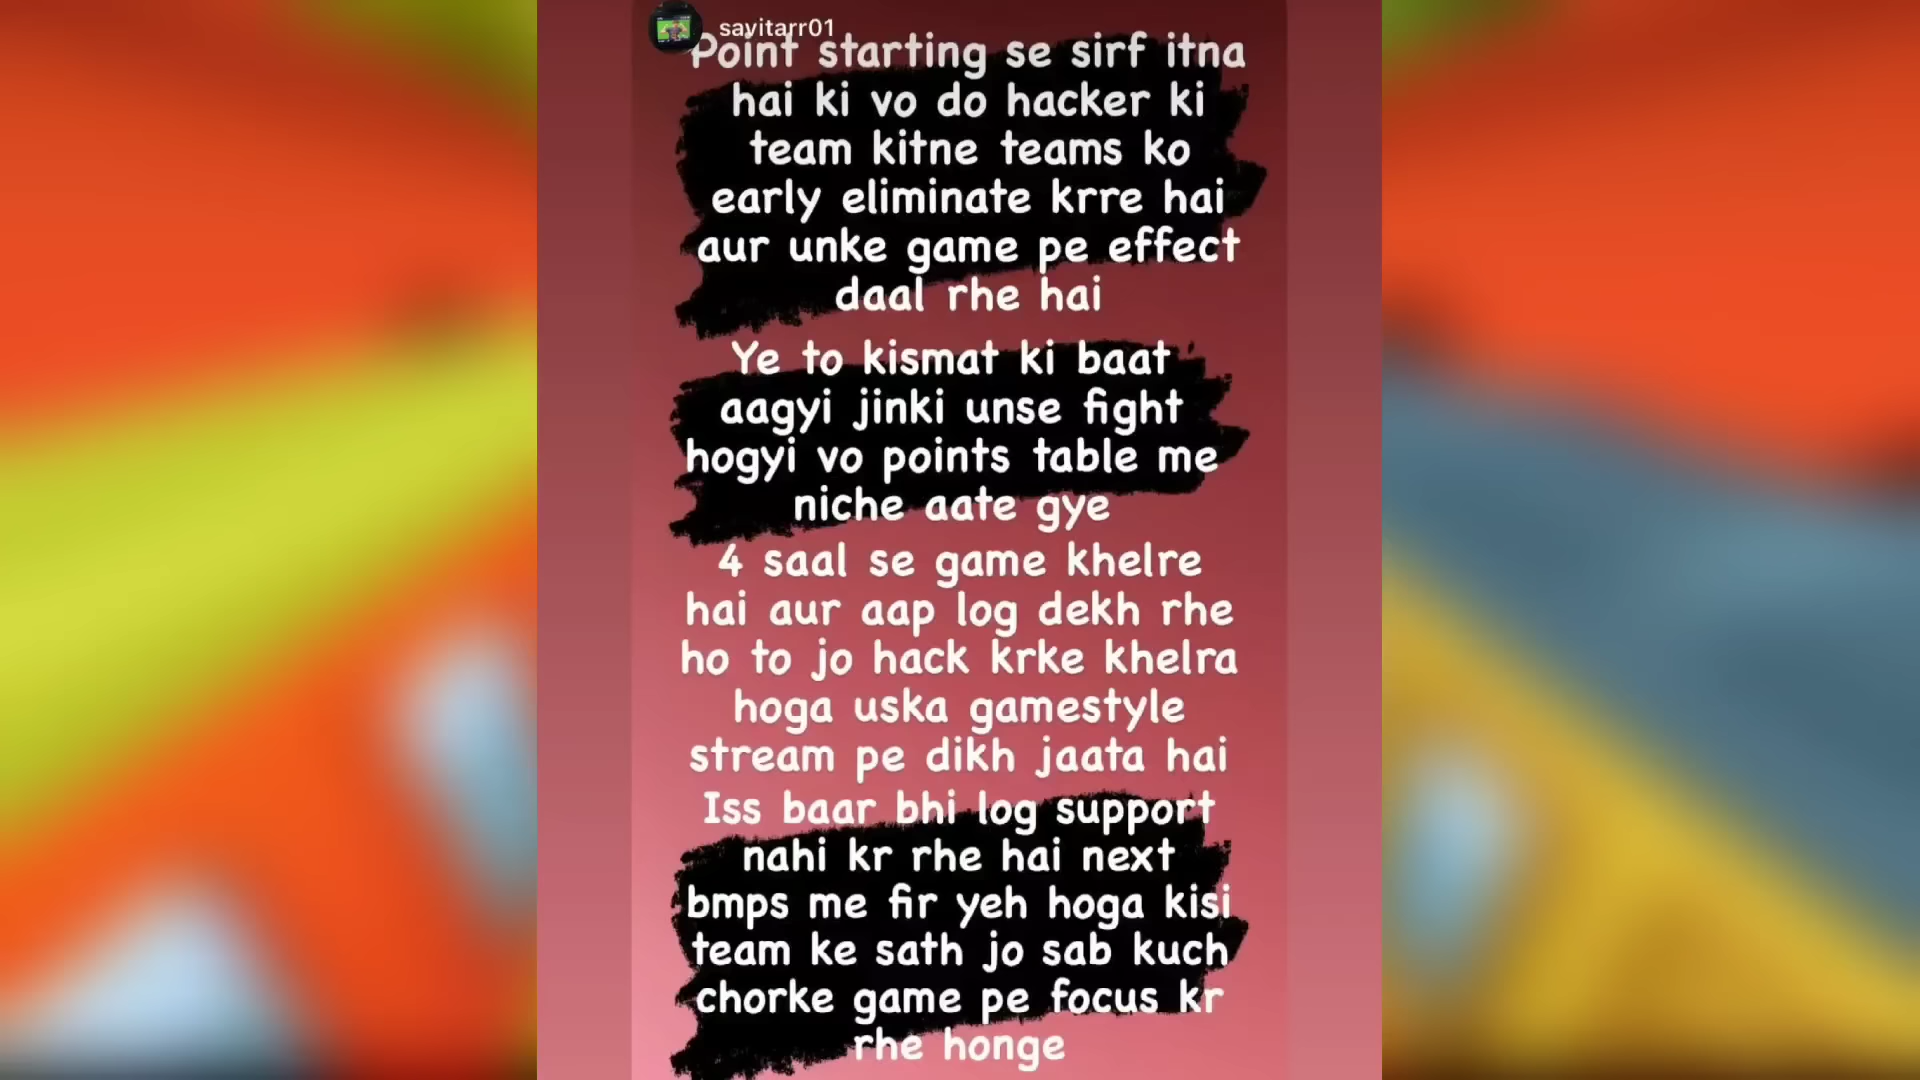 savitarr01
Point starting se sirf itna
hai ki vo do hacker ki
team kitne teams ko
early eliminate krre hai
aur unke game pe effect
daal rhe hai
Ye to kismat ki baat
aagyi jinki unse fight
hogyi vo points table me
niche aate gye
4 saal se game khelre
hai aur aap log dekh rhe
ho to jo hack krke khelra
hoga uska gamestyle
stream pe dikh jaata hai
Iss baar bhi log support
nahi kr rhe hai next
bmps me fir yeh hoga kisi
team ke sath jo sab kuch
chorke game pe focus kr
rhe honge